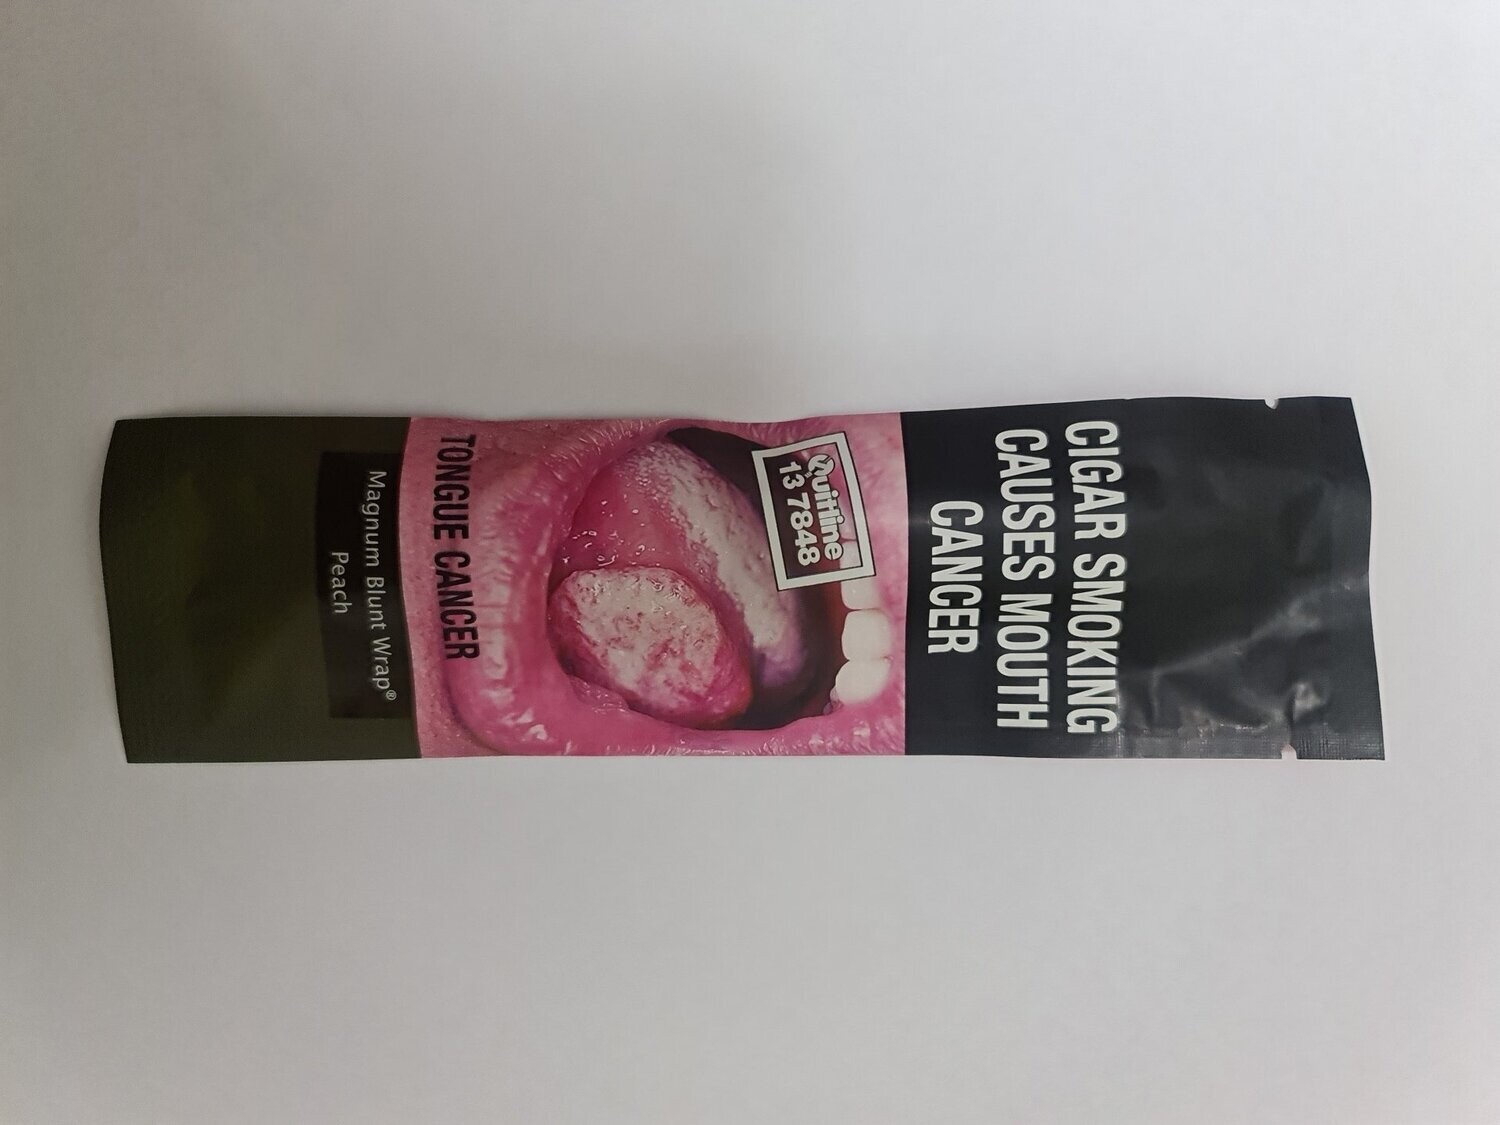 CIGAR SMOKING
CAUSES MOUTH
CANCER
Quitline
13 7848
TONGUE CANCER
Magnum Blunt Wrap®
Peach